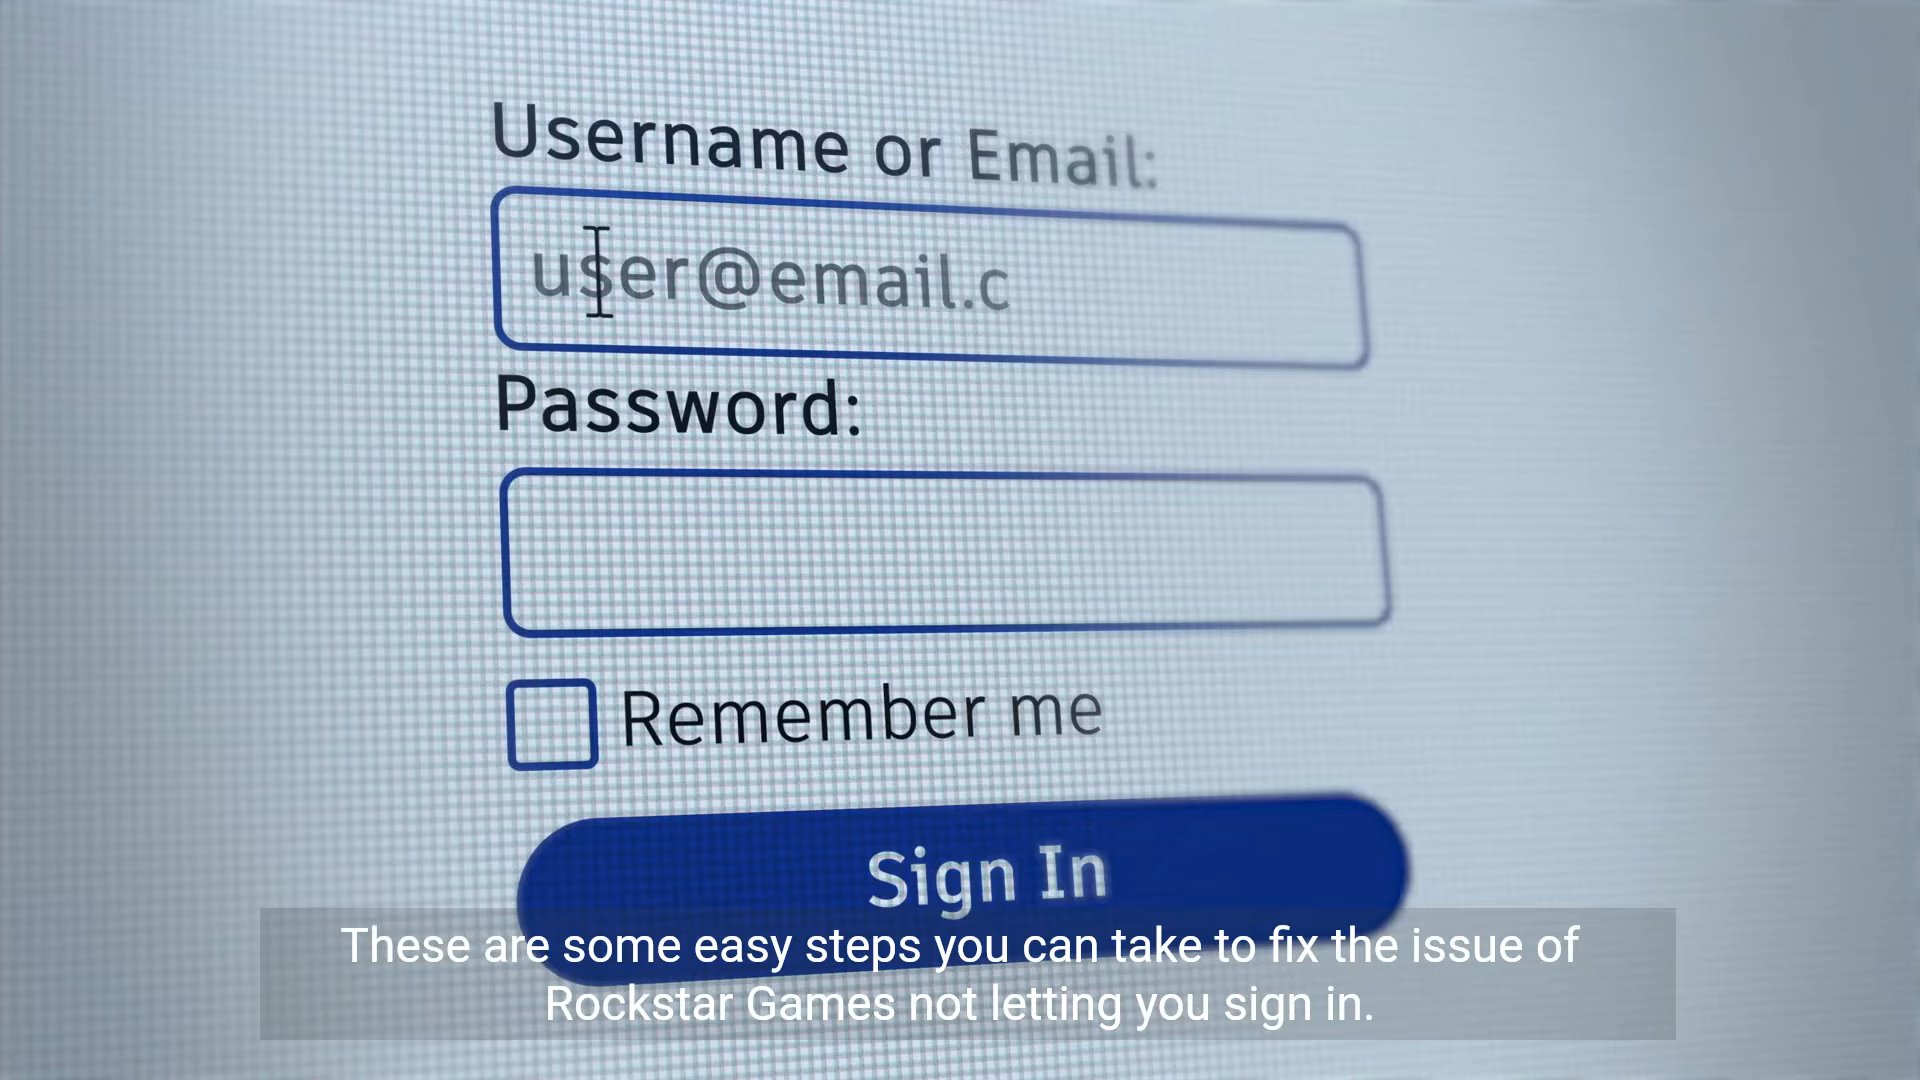 Username or Email:
user@email.c
Password:
Remember me
Sign In
These are some easy steps you can take to fix the issue of
Rockstar Games not letting you sign in.